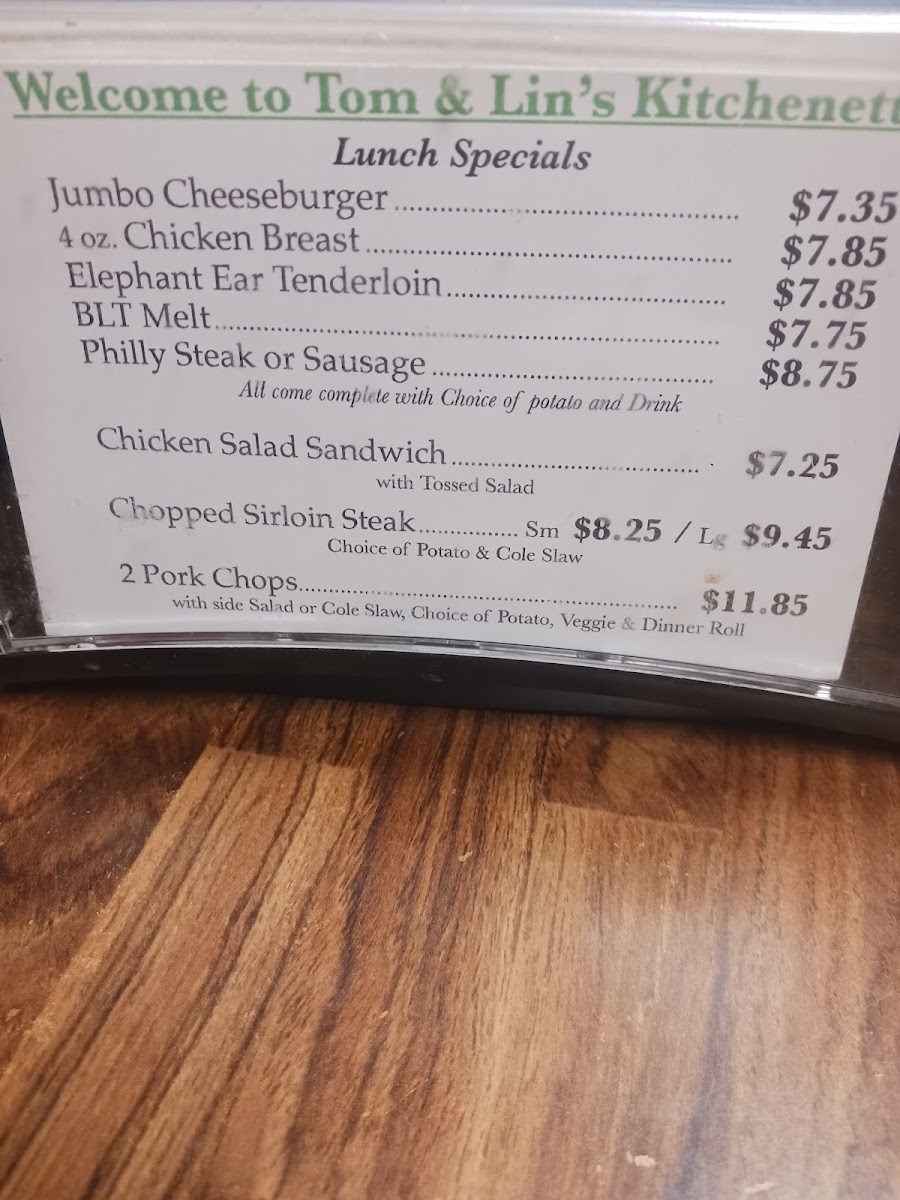 Welcome to Tom & Lin's Kitchenett
Lunch Specials
Jumbo Cheeseburger.......................................................... $7.35
4 oz. Chicken Breast............................................................... $7.85
Elephant Ear Tenderloin.............................................. $7.85
BLT Melt.................................................................................. $7.75
Philly Steak or Sausage............................................... $8.75
All come complete with Choice of potato and Drink
Chicken Salad Sandwich.......................................... $7.25
with Tossed Salad
Chopped Sirloin Steak.............. Sm $8.25 / Lg $9.45
Choice of Potato & Cole Slaw
2 Pork Chops.................................................................. $11.85
with side Salad or Cole Slaw, Choice of Potato, Veggie & Dinner Roll